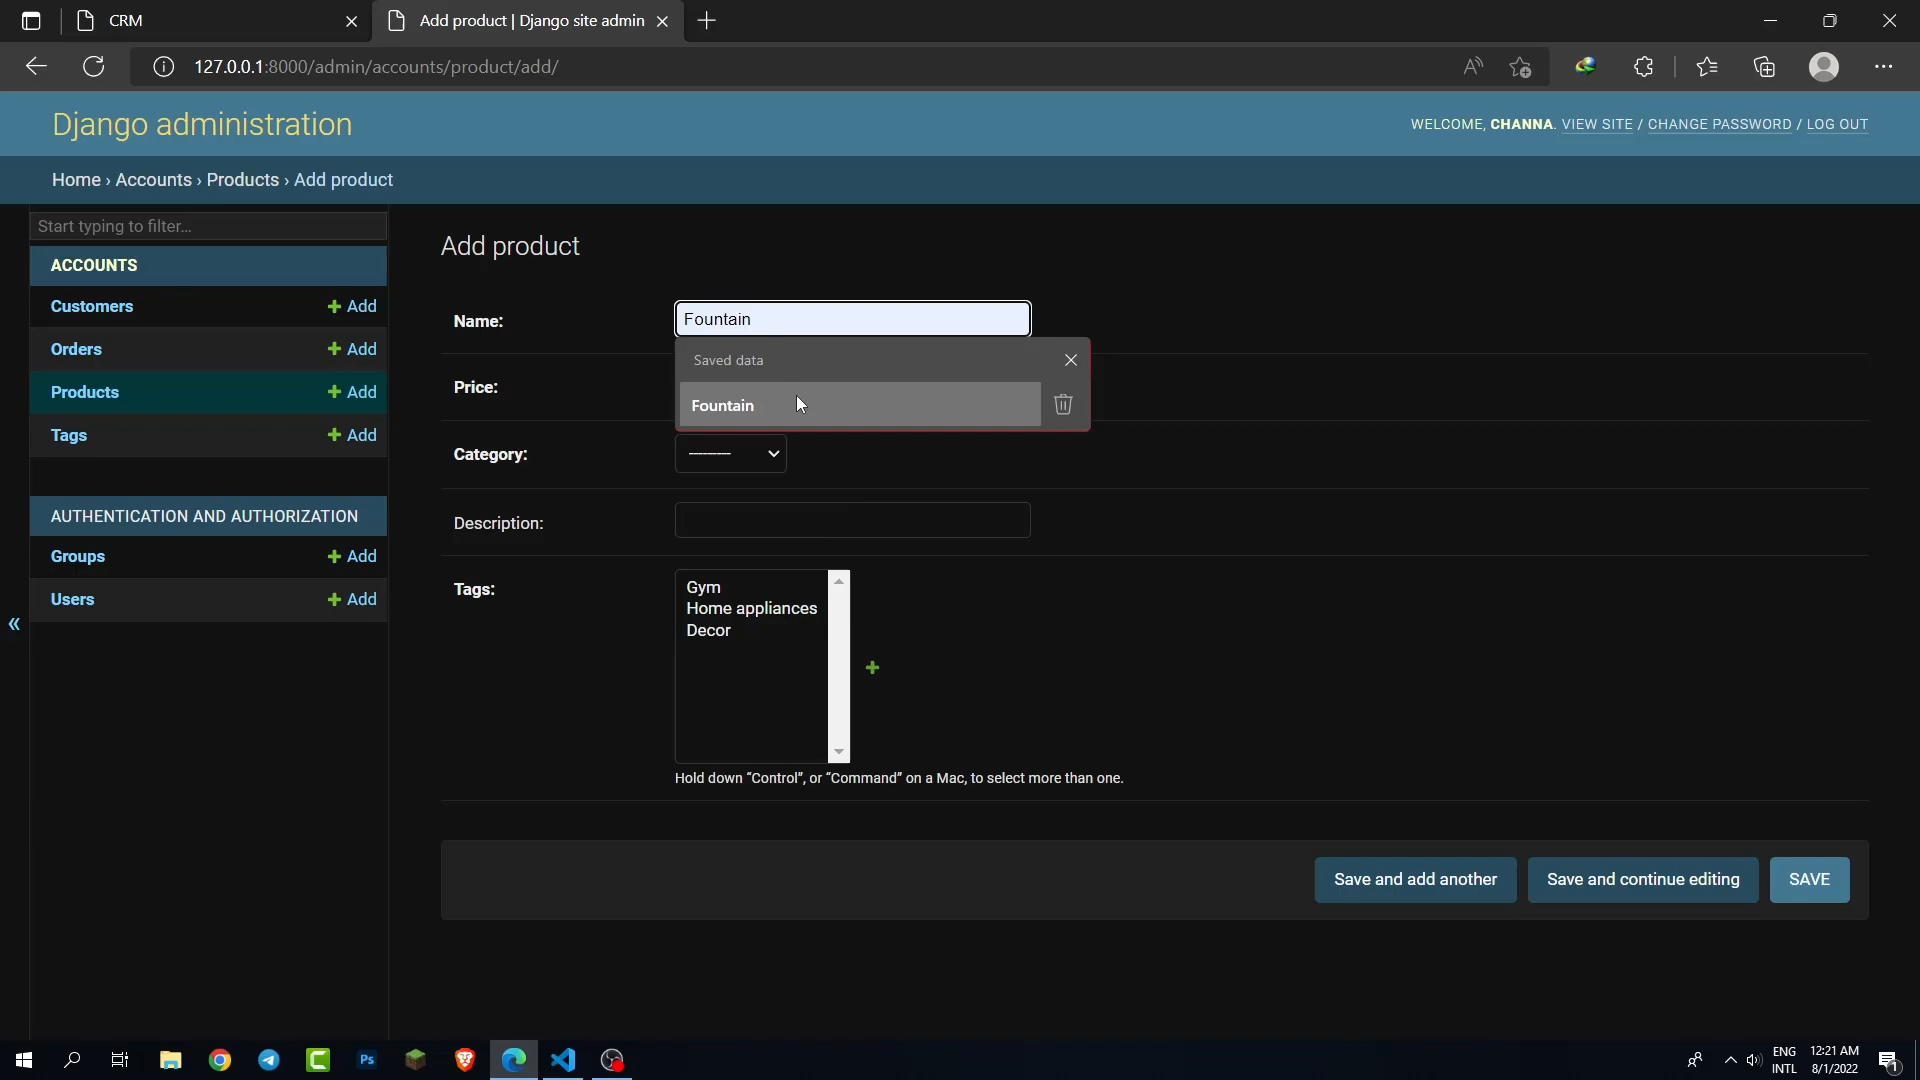 CRM
Add product | Django site admin
127.0.0.1:8000/admin/accounts/product/add/
Django administration
WELCOME, CHANNA. VIEW SITE / CHANGE PASSWORD / LOG OUT
Home › Accounts › Products › Add product
Start typing to filter...
Add product
ACCOUNTS
Customers
+ Add
Orders
+ Add
Products
+ Add
Tags
+ Add
AUTHENTICATION AND AUTHORIZATION
Groups
+ Add
Users
+ Add
«
Name:
Fountain
Saved data
Fountain
Price:
Category:
---------
Description:
Tags:
Gym
Home appliances
Decor
Hold down “Control”, or “Command” on a Mac, to select more than one.
Save and add another
Save and continue editing
SAVE
Ps
ENG
INTL
12:21 AM
8/1/2022
1